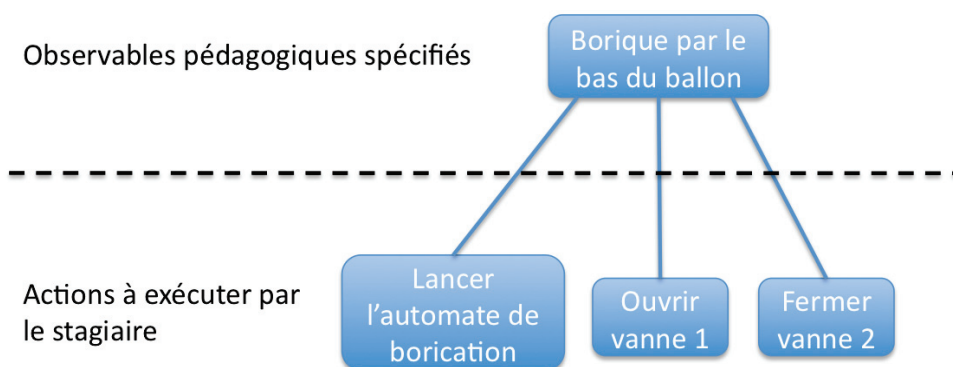 Observables pédagogiques spécifiés
Borique par le
bas du ballon
Actions à exécuter par
le stagiaire
Lancer
l'automate de
borication
Ouvrir
vanne 1
Fermer
vanne 2